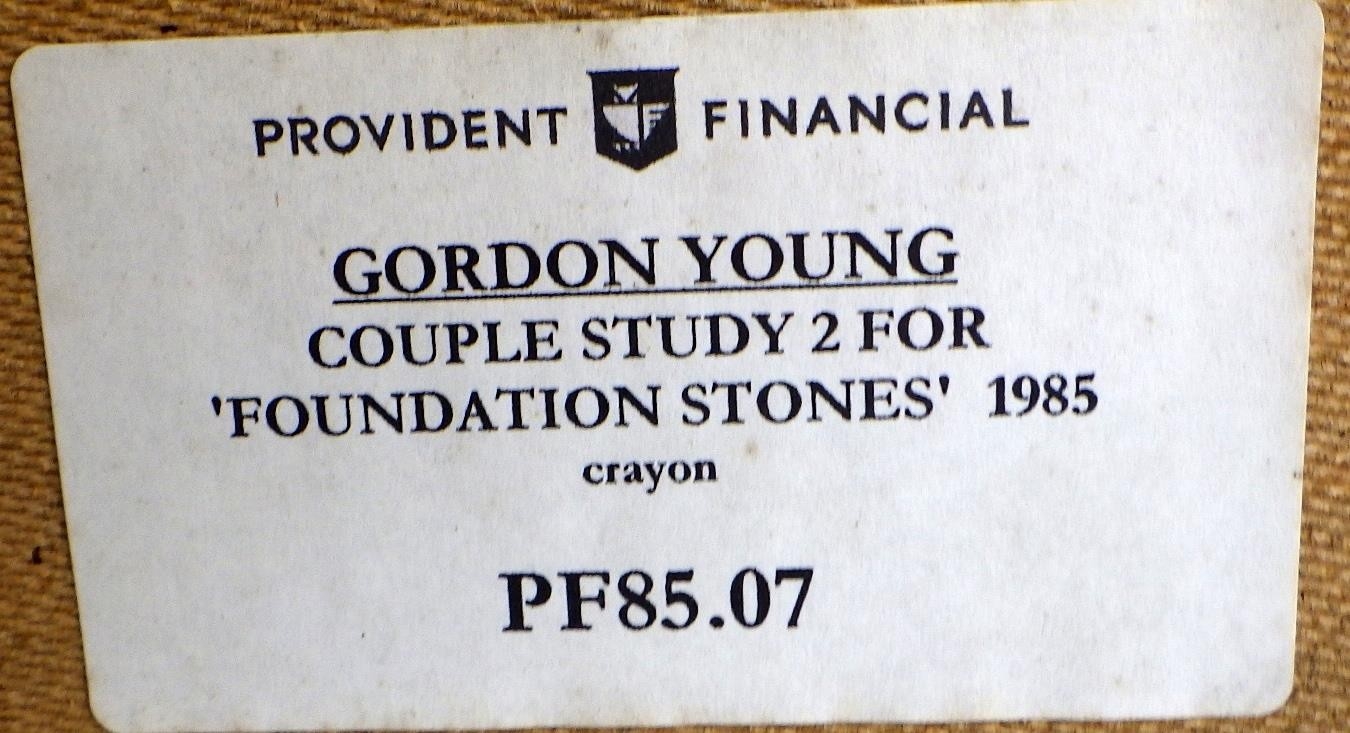 PROVIDENT FINANCIAL
GORDON YOUNG
COUPLE STUDY 2 FOR
'FOUNDATION STONES' 1985
crayon
PF85.07